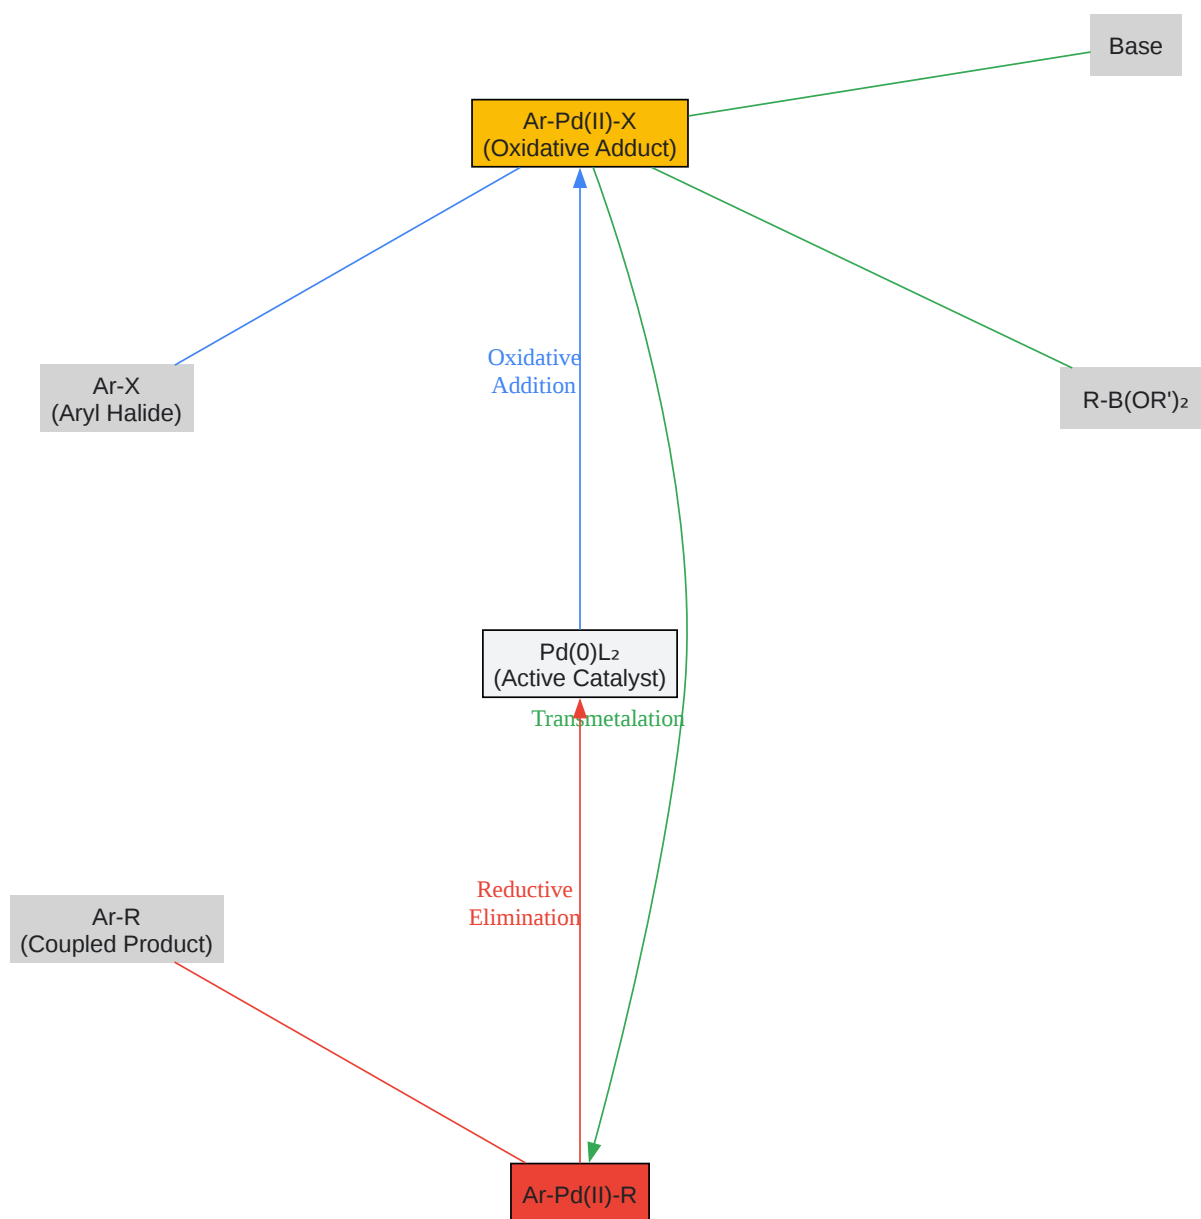 Base
Ar-Pd(II)-X
(Oxidative Adduct)
Oxidative
Addition
Ar-X
(Aryl Halide)
R-B(OR')₂
Pd(0)L₂
(Active Catalyst)
Transmetalation
Reductive
Elimination
Ar-R
(Coupled Product)
Ar-Pd(II)-R